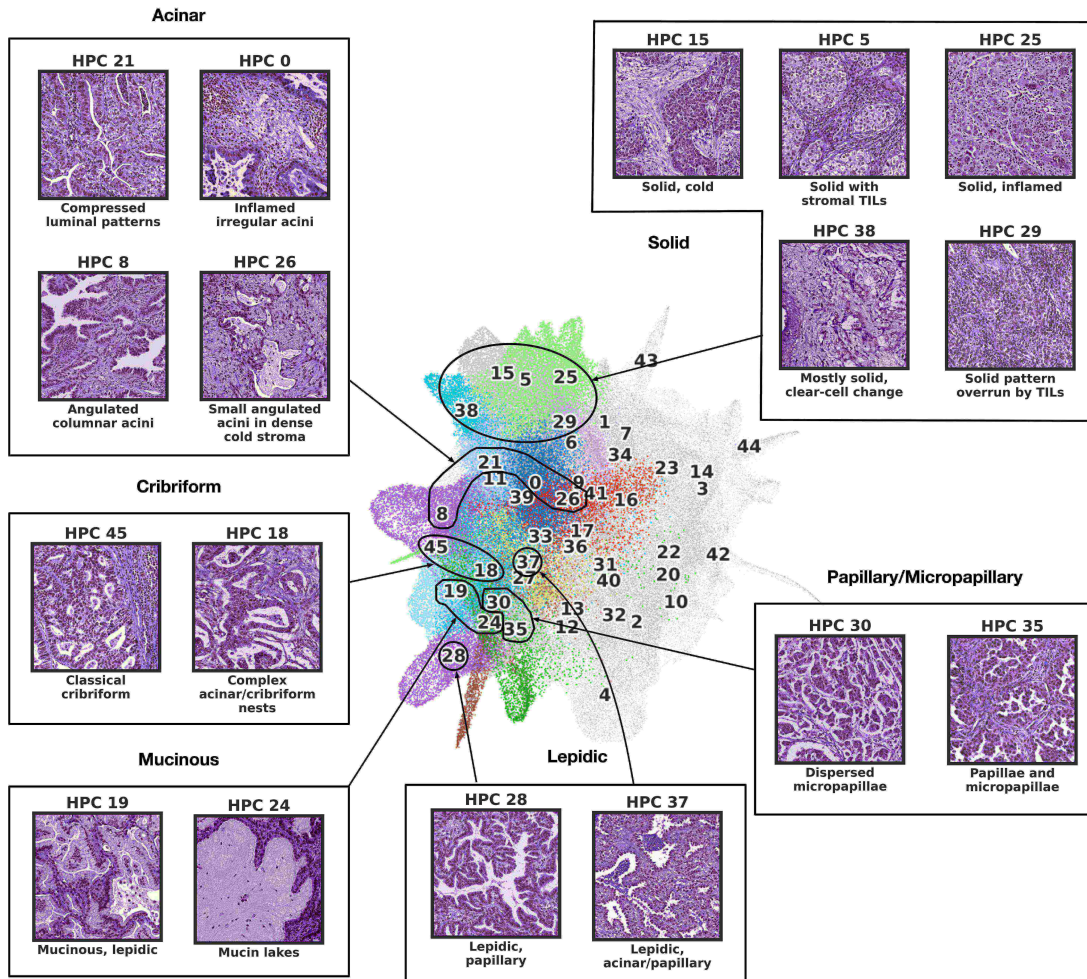 Acinar
HPC 21
HPC 0
Compressed
luminal patterns
Inflamed
irregular acini
HPC 8
HPC 26
Angulated
columnar acini
Small angulated
acini in dense
cold stroma
HPC 15
HPC 5
HPC 25
Solid, cold
Solid with
stromal TILs
Solid, inflamed
HPC 38
HPC 29
Mostly solid,
clear-cell change
Solid pattern
overrun by TILs
Solid
43
15
5
25
38
29
1
6
7
34
44
21
11
0
9
23
14
3
39
26
41
16
8
33
17
36
45
18
37
27
31
40
22
20
42
19
30
24
35
13
12
32
2
10
28
4
Cribriform
HPC 45
HPC 18
Classical
cribriform
Complex
acinar/cribriform
nests
Papillary/Micropapillary
HPC 30
HPC 35
Dispersed
micropapillae
Papillae and
micropapillae
Mucinous
HPC 19
HPC 24
Mucinous, lepidic
Mucin lakes
Lepidic
HPC 28
HPC 37
Lepidic,
papillary
Lepidic,
acinar/papillary